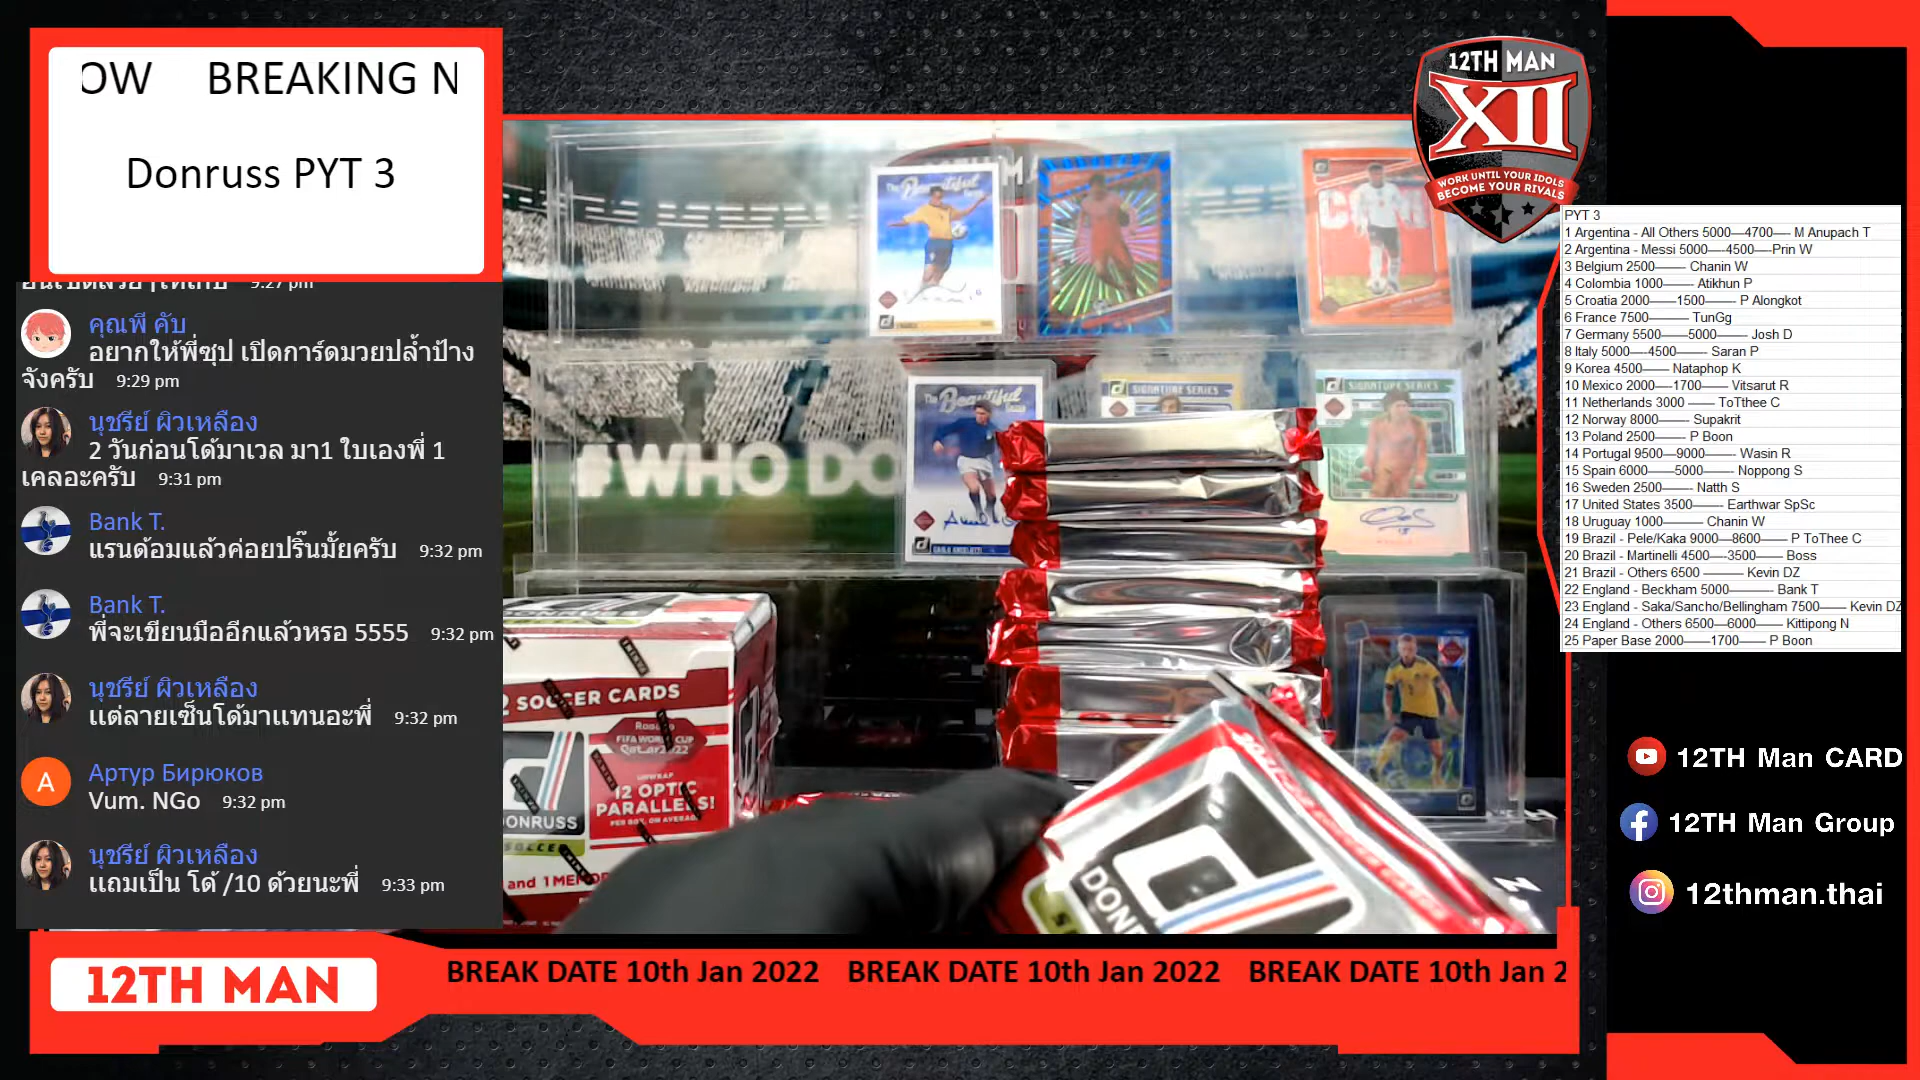 OW BREAKING N
Donruss PYT 3
9:27 pm
คุณพี คับ
อยากให้พี่ซุป เปิดการ์ดมวยปล้ำป้าง
จังครับ 9:29 pm
นุชรีย์ ผิวเหลือง
2 วันก่อนโด้มาเวล มา1 ใบเองพี่ 1
เคลอะครับ 9:31 pm
Bank T.
แรนด้อมแล้วค่อยปริ๊นมั้ยครับ 9:32 pm
Bank T.
พี่จะเขียนมืออีกแล้วหรอ 5555 9:32 pm
นุชรีย์ ผิวเหลือง
แต่ลายเซ็นโด้มาแทนอะพี่ 9:32 pm
A
Артур Бирюков
Vum. NGo 9:32 pm
นุชรีย์ ผิวเหลือง
แถมเป็น โด้ /10 ด้วยนะพี่ 9:33 pm
12TH MAN
XII
WORK UNTIL YOUR IDOLS
BECOME YOUR RIVALS
The Beautiful
The Beautiful
SIGNATURE SERIES
SIGNATURE SERIES
#WHO DO
SOCCER CARDS
FIFA WORLD CUP
Qatar 2022
12 OPTIC
PARALLELS!
DONRUSS
and 1 MEMO
DON
PYT 3
1 Argentina - All Others 5000—4700—- M Anupach T
2 Argentina - Messi 5000—-4500—-Prin W
3 Belgium 2500——- Chanin W
4 Colombia 1000——- Atikhun P
5 Croatia 2000——1500——- P Alongkot
6 France 7500———- TunGg
7 Germany 5500——5000——- Josh D
8 Italy 5000—-4500——- Saran P
9 Korea 4500—— Nataphop K
10 Mexico 2000—-1700—— Vitsarut R
11 Netherlands 3000 —— ToTthee C
12 Norway 8000——- Supakrit
13 Poland 2500—— P Boon
14 Portugal 9500—9000——- Wasin R
15 Spain 6000——5000——- Noppong S
16 Sweden 2500——- Natth S
17 United States 3500——- Earthwar SpSc
18 Uruguay 1000——— Chanin W
19 Brazil - Pele/Kaka 9000—8600—— P ToThee C
20 Brazil - Martinelli 4500—-3500—— Boss
21 Brazil - Others 6500 ——— Kevin DZ
22 England - Beckham 5000———- Bank T
23 England - Saka/Sancho/Bellingham 7500—— Kevin DZ
24 England - Others 6500—6000—— Kittipong N
25 Paper Base 2000——1700—— P Boon
12TH Man CARD
12TH Man Group
12thman.thai
12TH MAN
BREAK DATE 10th Jan 2022 BREAK DATE 10th Jan 2022 BREAK DATE 10th Jan 2